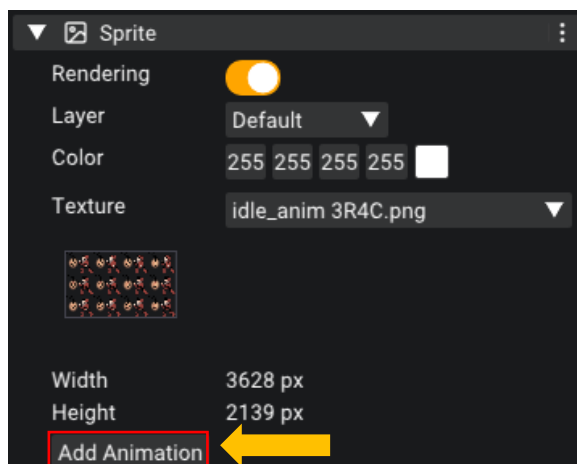 Sprite
Rendering
Layer Default
Color 255 255 255 255
Texture idle_anim 3R4C.png
Width 3628 px
Height 2139 px
Add Animation